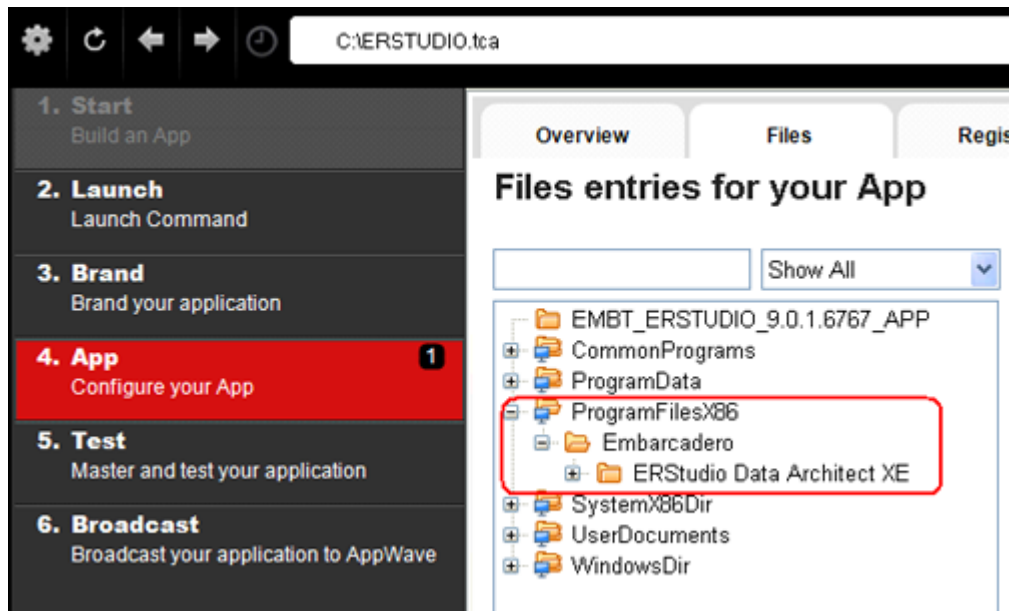 C:\ERSTUDIO.tca
1. Start
Build an App
2. Launch
Launch Command
3. Brand
Brand your application
4. App 1
Configure your App
5. Test
Master and test your application
6. Broadcast
Broadcast your application to AppWave
Overview Files Regis
Files entries for your App
Show All
EMBT_ERSTUDIO_9.0.1.6767_APP
CommonPrograms
ProgramData
ProgramFilesX86
Embarcadero
ERStudio Data Architect XE
SystemX86Dir
UserDocuments
WindowsDir